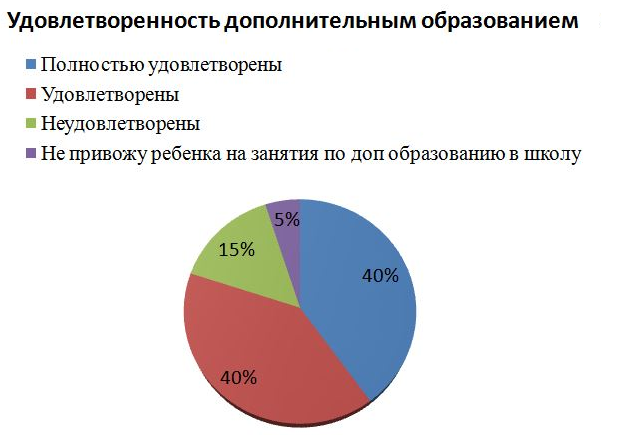 Удовлетворенность дополнительным образованием
Полностью удовлетворены
Удовлетворены
Неудовлетворены
Не привожу ребенка на занятия по доп образованию в школу
5%
15%
40%
40%